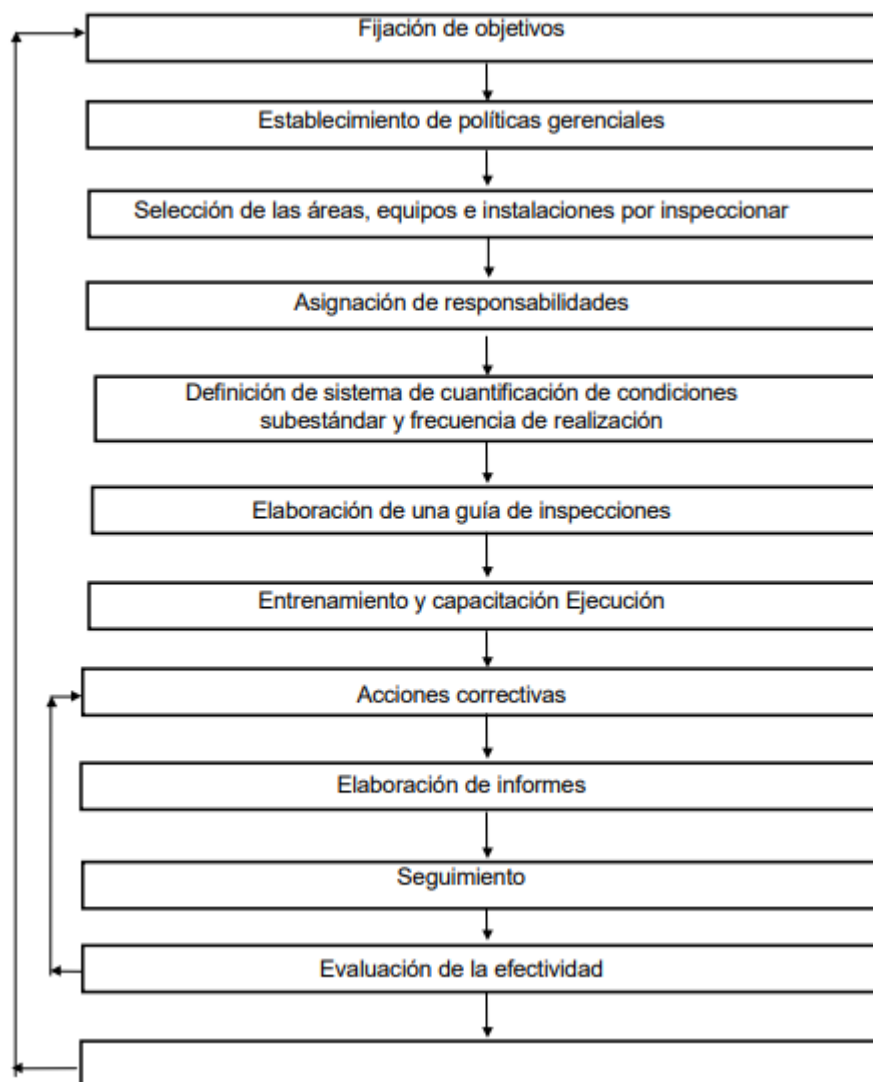 Fijación de objetivos
Establecimiento de políticas gerenciales
Selección de las áreas, equipos e instalaciones por inspeccionar
Asignación de responsabilidades
Definición de sistema de cuantificación de condiciones
subestándar y frecuencia de realización
Elaboración de una guía de inspecciones
Entrenamiento y capacitación Ejecución
Acciones correctivas
Elaboración de informes
Seguimiento
Evaluación de la efectividad